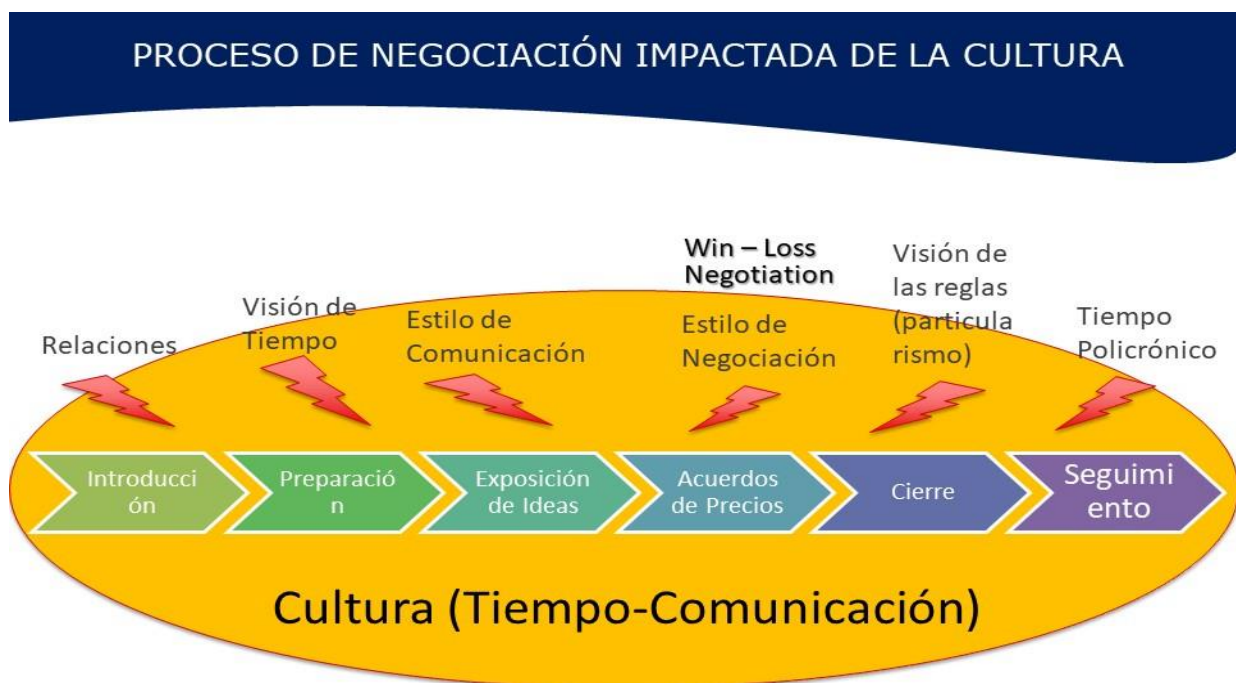 PROCESO DE NEGOCIACIÓN IMPACTADA DE LA CULTURA
Relaciones
Visión de
Tiempo
Estilo de
Comunicación
Win – Loss
Negotiation
Estilo de
Negociación
Visión de
las reglas
(particula
rismo)
Tiempo
Policrónico
Introducci
ón
Preparació
n
Exposición
de Ideas
Acuerdos
de Precios
Cierre
Seguimi
ento
Cultura (Tiempo-Comunicación)